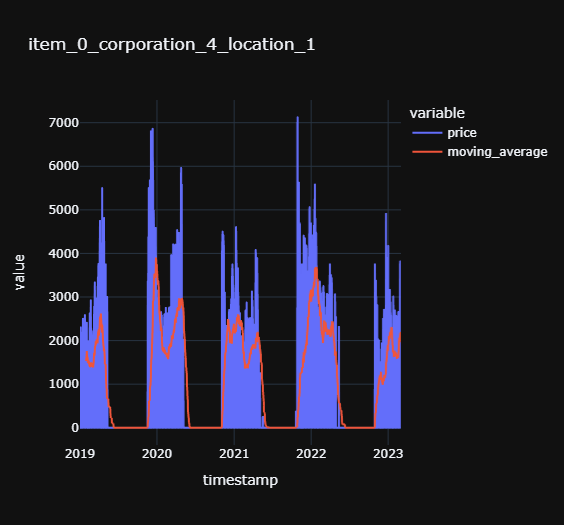 item_0_corporation_4_location_1
variable
price
moving_average
value
7000
6000
5000
4000
3000
2000
1000
0
2019 2020 2021 2022 2023
timestamp